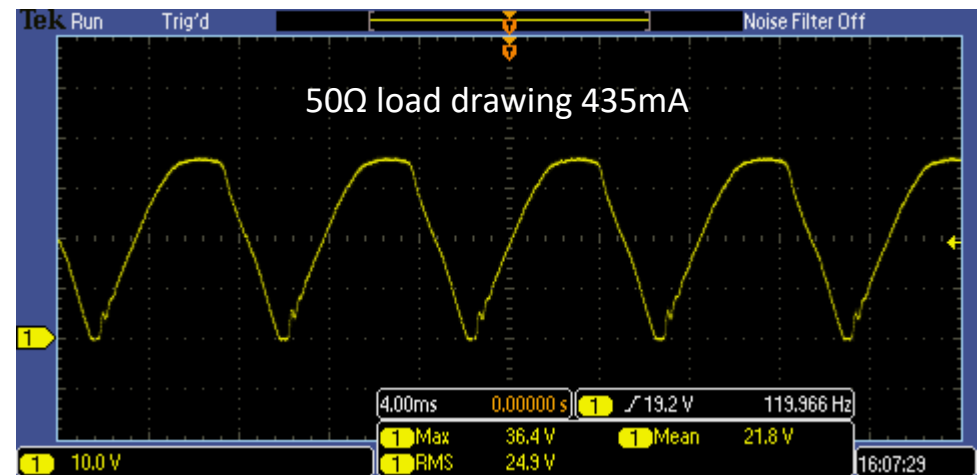 Tek Run Trig'd Noise Filter Off
T
T
50Ω load drawing 435mA
1
4.00ms 0.00000 s 1 ∫ 19.2 V 119.966 Hz
1 Max 36.4 V 1 Mean 21.8 V
1 10.0 V 1 RMS 24.9 V 16:07:29